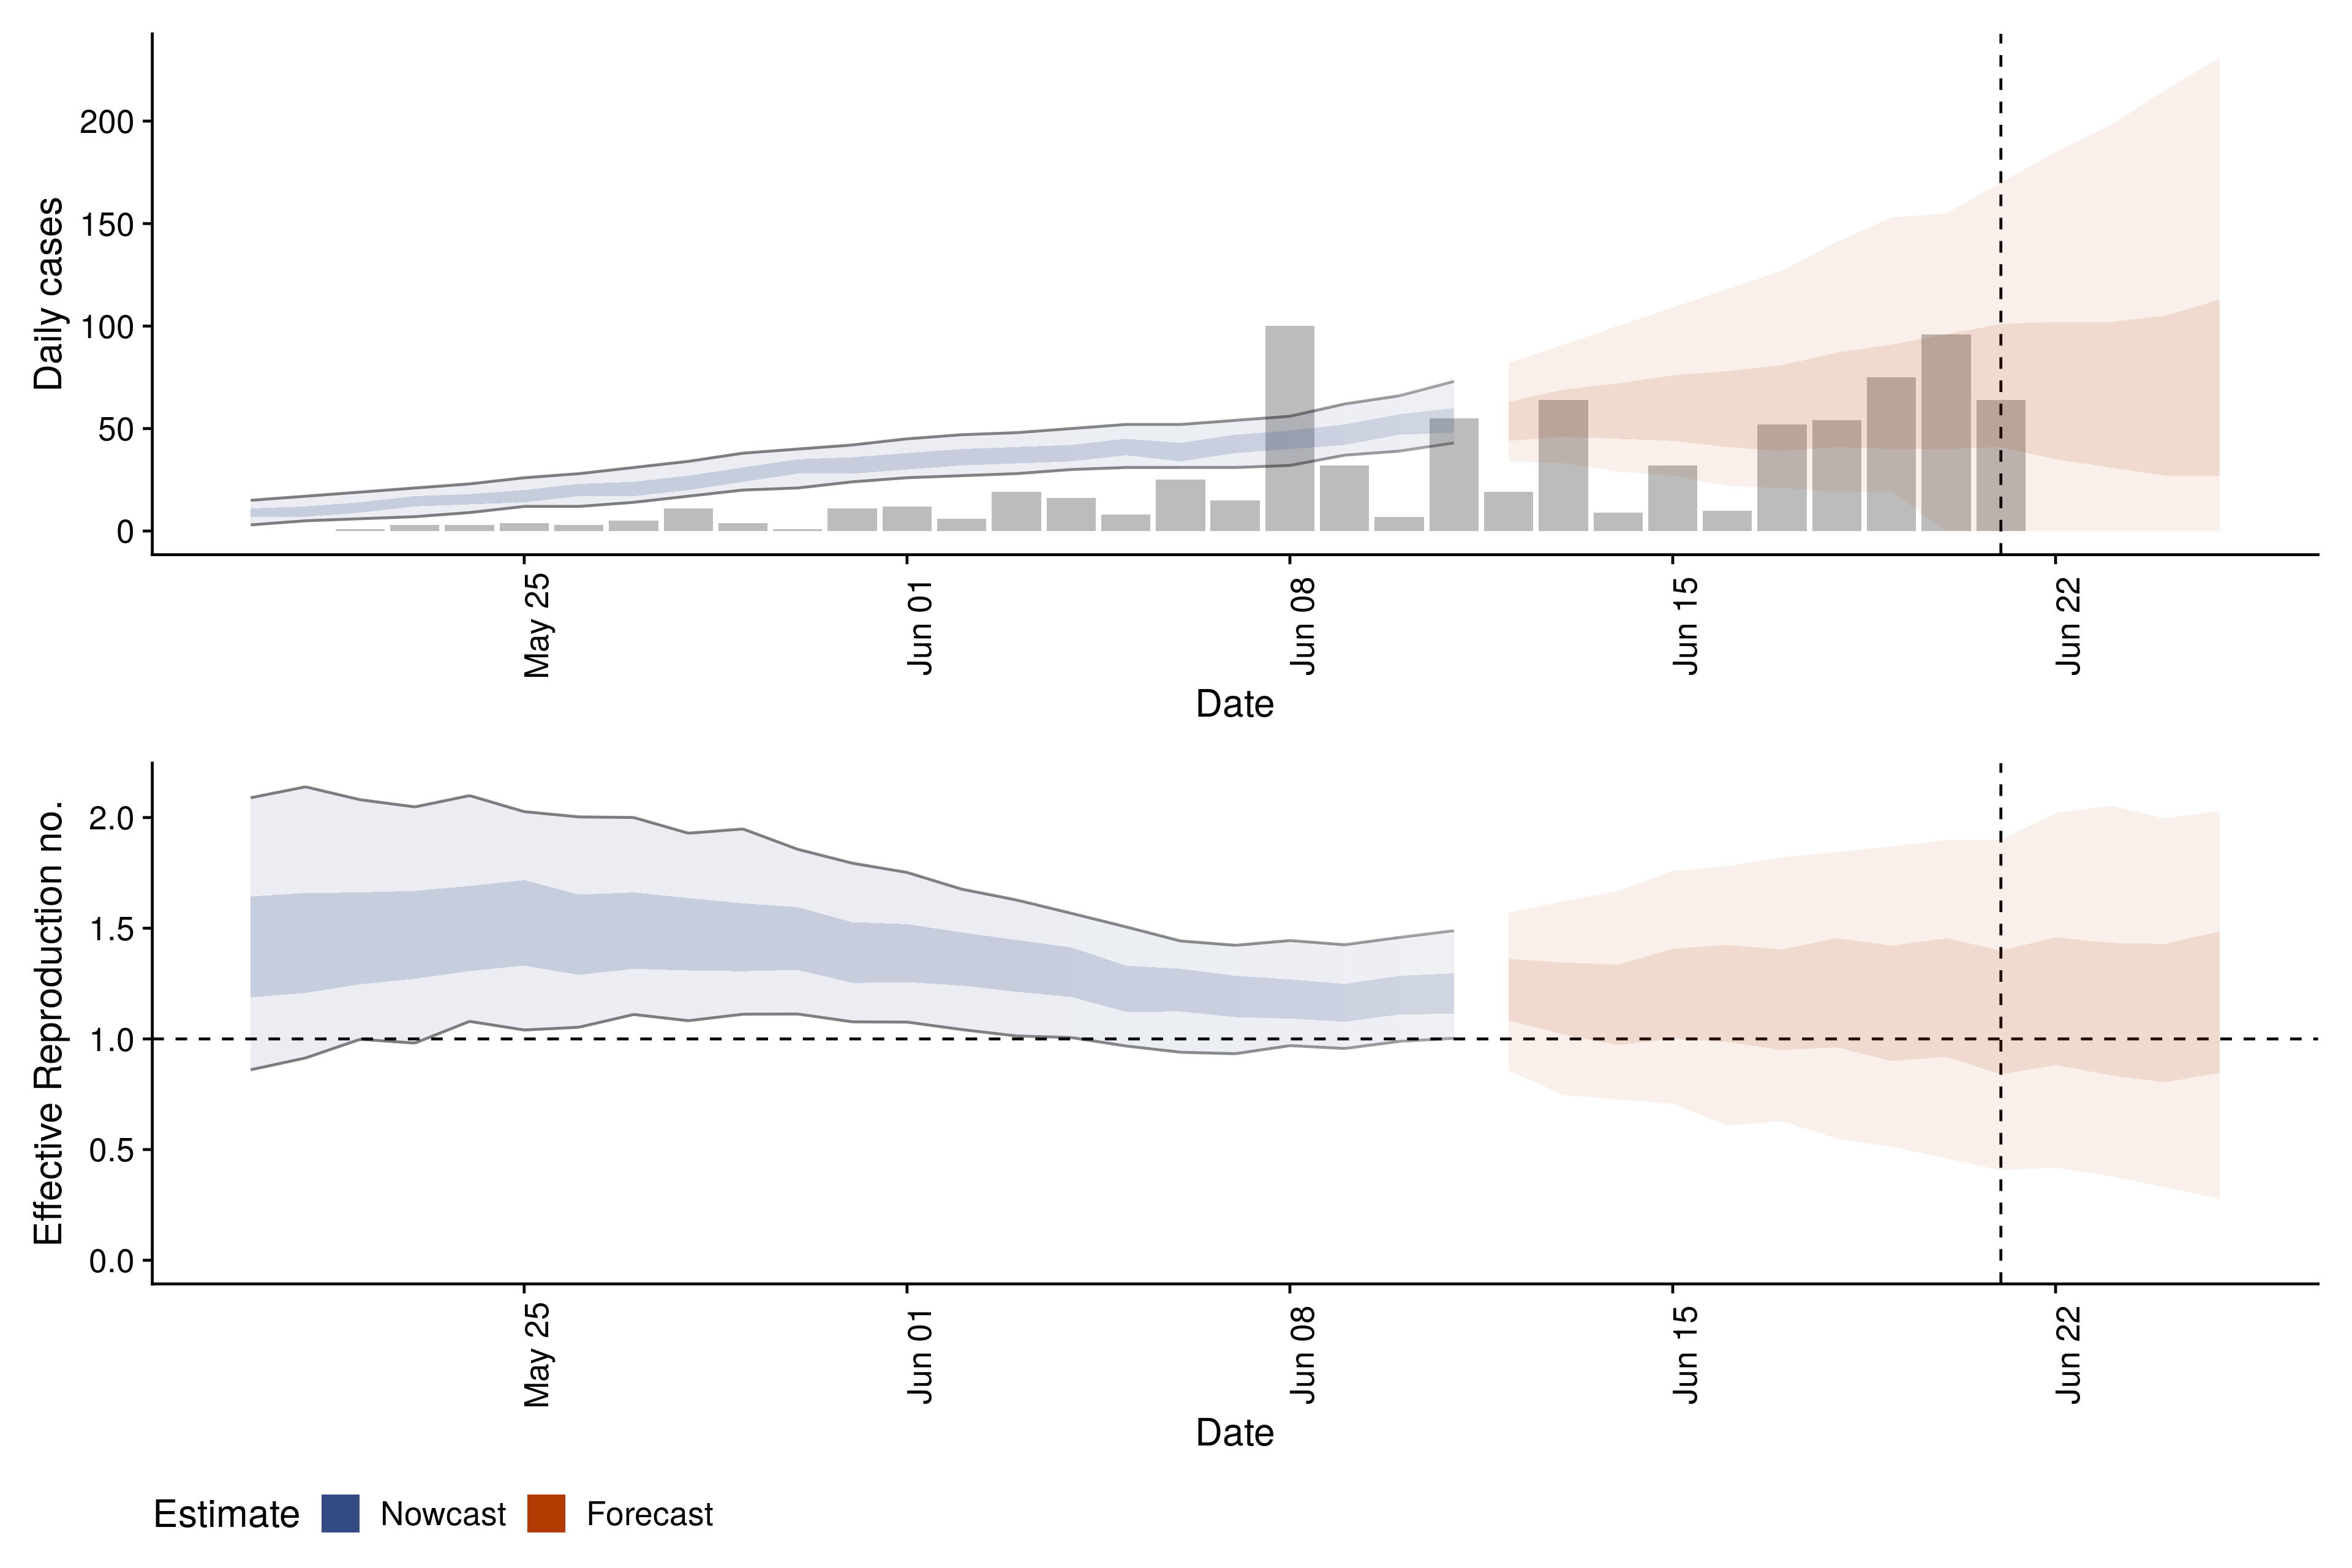 Daily cases
200
150
100
50
0
May 25
Jun 01
Jun 08
Jun 15
Jun 22
Date
Effective Reproduction no.
2.0
1.5
1.0
0.5
0.0
May 25
Jun 01
Jun 08
Jun 15
Jun 22
Date
Estimate Nowcast Forecast